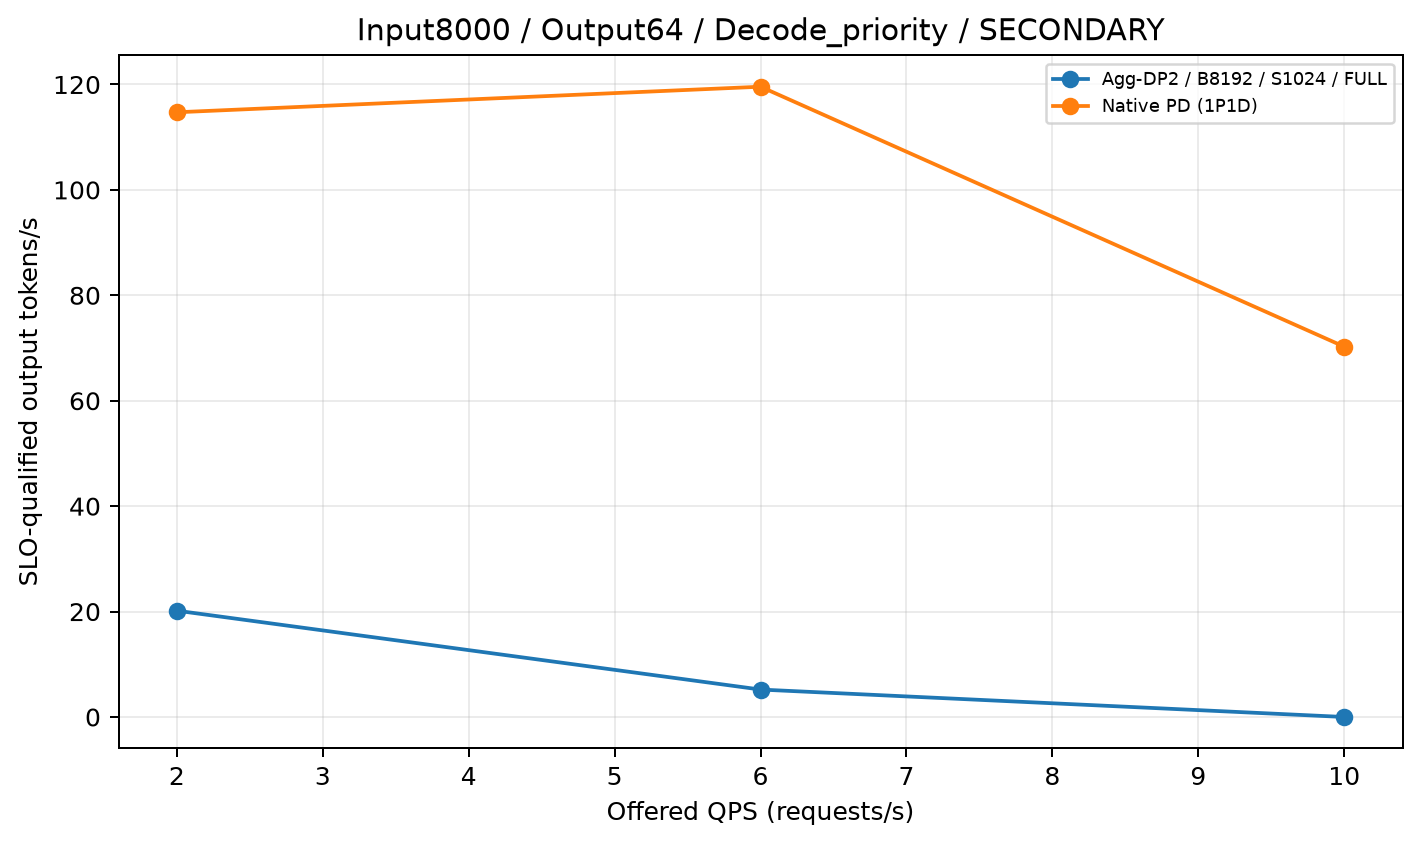 Input8000 / Output64 / Decode_priority / SECONDARY
Agg-DP2 / B8192 / S1024 / FULL
Native PD (1P1D)
SLO-qualified output tokens/s
120
100
80
60
40
20
0
2 3 4 5 6 7 8 9 10
Offered QPS (requests/s)